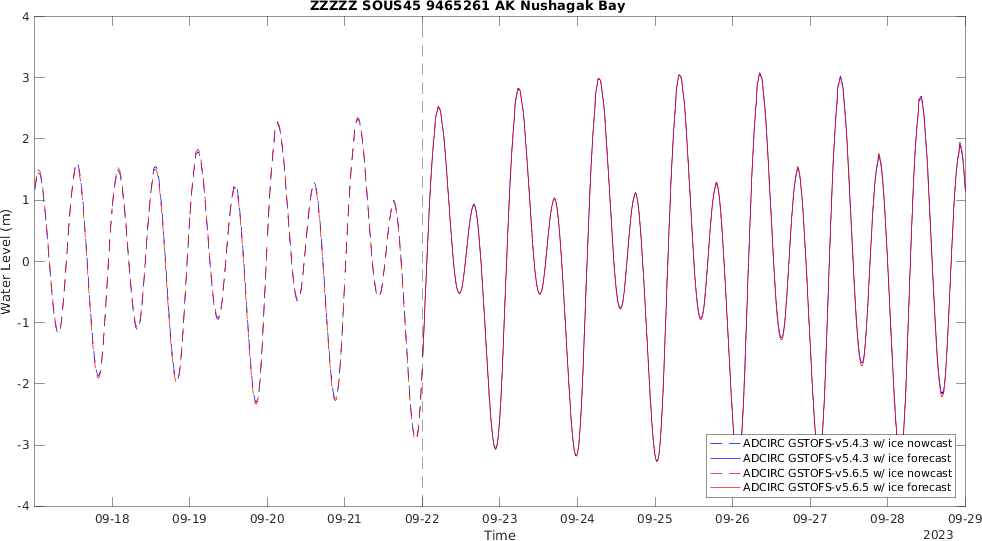 ZZZZZ SOUS45 9465261 AK Nushagak Bay
4
3
2
1
0
-1
-2
-3
-4
Water Level (m)
ADCIRC GSTOFS-v5.4.3 w/ ice nowcast
ADCIRC GSTOFS-v5.4.3 w/ ice forecast
ADCIRC GSTOFS-v5.6.5 w/ ice nowcast
ADCIRC GSTOFS-v5.6.5 w/ ice forecast
09-18 09-19 09-20 09-21 09-22 09-23 09-24 09-25 09-26 09-27 09-28 09-29
Time
2023